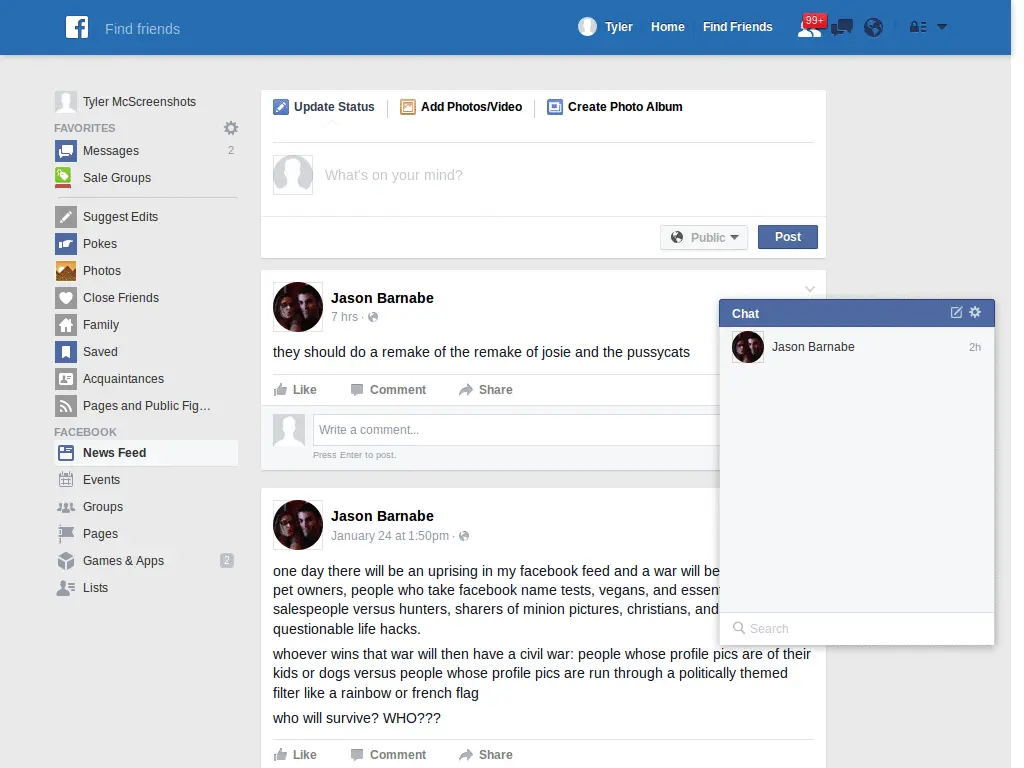 Find friends
Tyler
Home
Find Friends
99+
Tyler McScreenshots
FAVORITES
Messages 2
Sale Groups
Suggest Edits
Pokes
Photos
Close Friends
Family
Saved
Acquaintances
Pages and Public Fig…
FACEBOOK
News Feed
Events
Groups
Pages
Games & Apps 2
Lists
Update Status
Add Photos/Video
Create Photo Album
What's on your mind?
Public
Post
Jason Barnabe
7 hrs ·
they should do a remake of the remake of josie and the pussycats
Like Comment Share
Write a comment...
Press Enter to post.
Jason Barnabe
January 24 at 1:50pm ·
one day there will be an uprising in my facebook feed and a war will be
pet owners, people who take facebook name tests, vegans, and
salespeople versus hunters, sharers of minion pictures, christians, and
questionable life hacks.
whoever wins that war will then have a civil war: people whose profile pics are of their
kids or dogs versus people whose profile pics are run through a politically themed
filter like a rainbow or french flag
who will survive? WHO???
Like Comment Share
Chat
Jason Barnabe 2h
Search